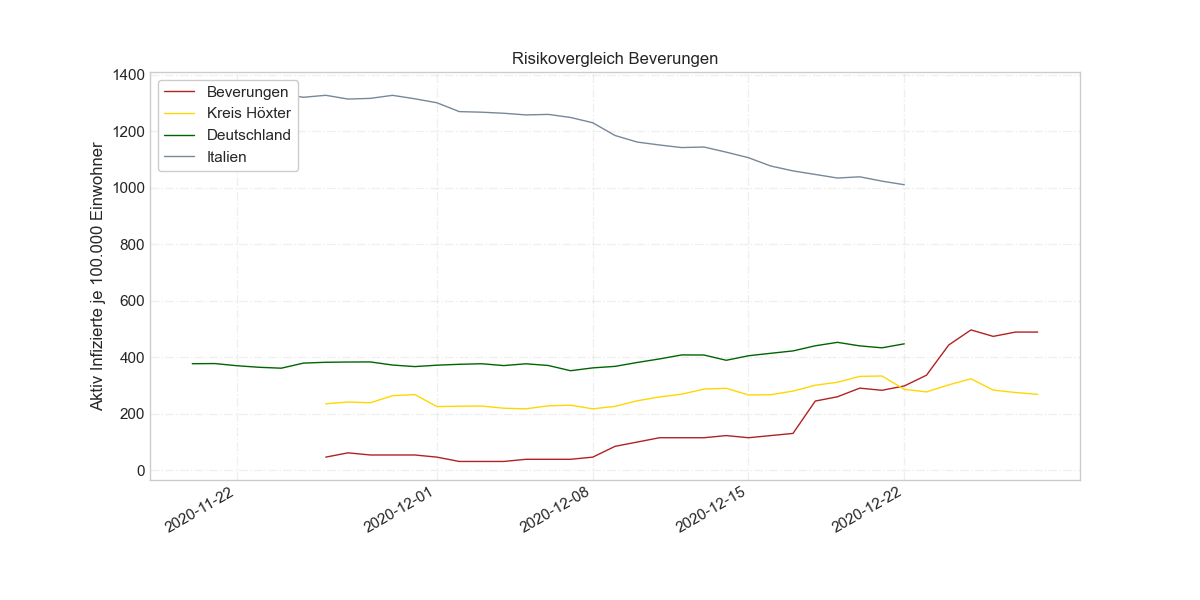 Risikovergleich Beverungen
Beverungen
Kreis Höxter
Deutschland
Italien
Aktiv Infizierte je 100.000 Einwohner
1400
1200
1000
800
600
400
200
0
2020-11-22
2020-12-01
2020-12-08
2020-12-15
2020-12-22